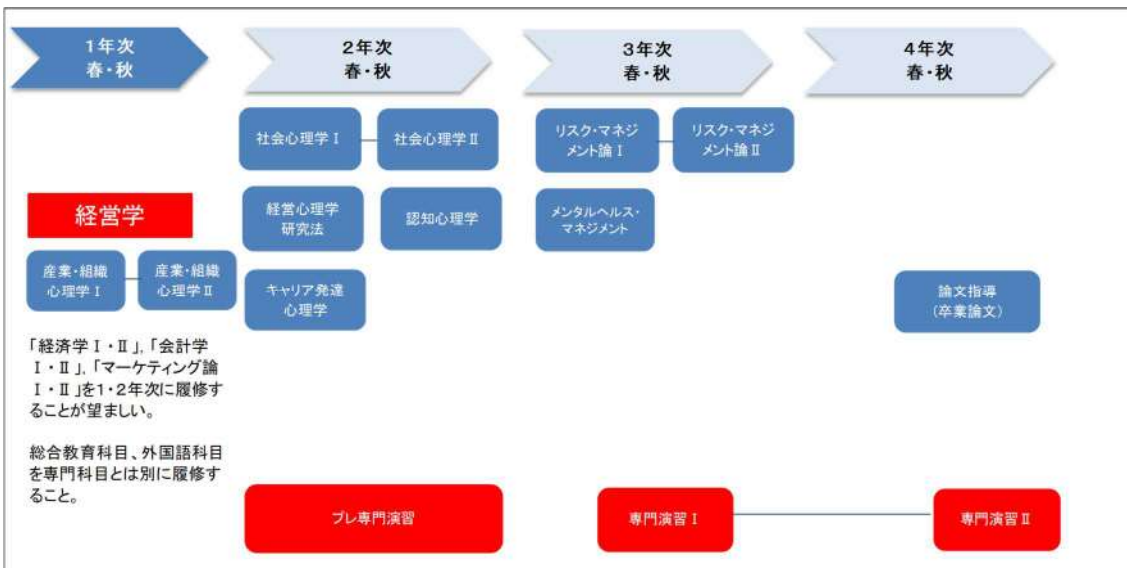 1年次
春・秋
2年次
春・秋
3年次
春・秋
4年次
春・秋
社会心理学Ⅰ
社会心理学Ⅱ
リスク・マネジ
メント論Ⅰ
リスク・マネジ
メント論Ⅱ
経営学
経営心理学
研究法
認知心理学
メンタルヘルス・
マネジメント
産業・組織
心理学Ⅰ
産業・組織
心理学Ⅱ
キャリア発達
心理学
論文指導
（卒業論文）
「経済学Ⅰ・Ⅱ」，「会計学
Ⅰ・Ⅱ」，「マーケティング論
Ⅰ・Ⅱ」を1・2年次に履修す
ることが望ましい。
総合教育科目、外国語科目
を専門科目とは別に履修す
ること。
プレ専門演習
専門演習Ⅰ
専門演習Ⅱ